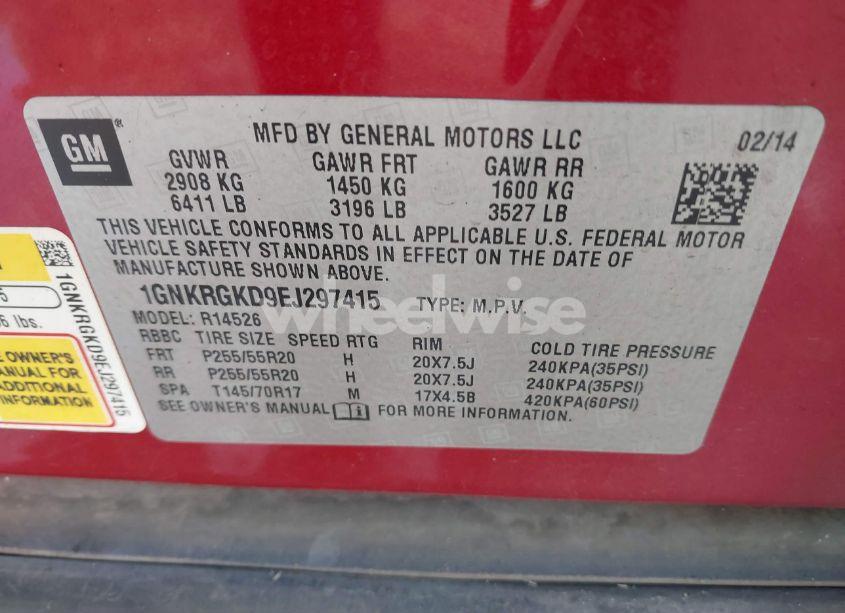 GM
MFD BY GENERAL MOTORS LLC
02/14
GVWR GAWR FRT GAWR RR
2908 KG 1450 KG 1600 KG
6411 LB 3196 LB 3527 LB
THIS VEHICLE CONFORMS TO ALL APPLICABLE U.S. FEDERAL MOTOR
VEHICLE SAFETY STANDARDS IN EFFECT ON THE DATE OF
MANUFACTURE SHOWN ABOVE.
1GNKRGKD9EJ297415 TYPE: M.P.V.
MODEL: R14526
RBBC TIRE SIZE SPEED RTG RIM COLD TIRE PRESSURE
FRT P255/55R20 H 20X7.5J 240KPA(35PSI)
RR P255/55R20 H 20X7.5J 240KPA(35PSI)
SPA T145/70R17 M 17X4.5B 420KPA(60PSI)
SEE OWNER'S MANUAL FOR MORE INFORMATION.
wheelwise
1GNKRGKD9EJ297415
lbs.
OWNER'S
FOR
ADDITIONAL
INFORMATION